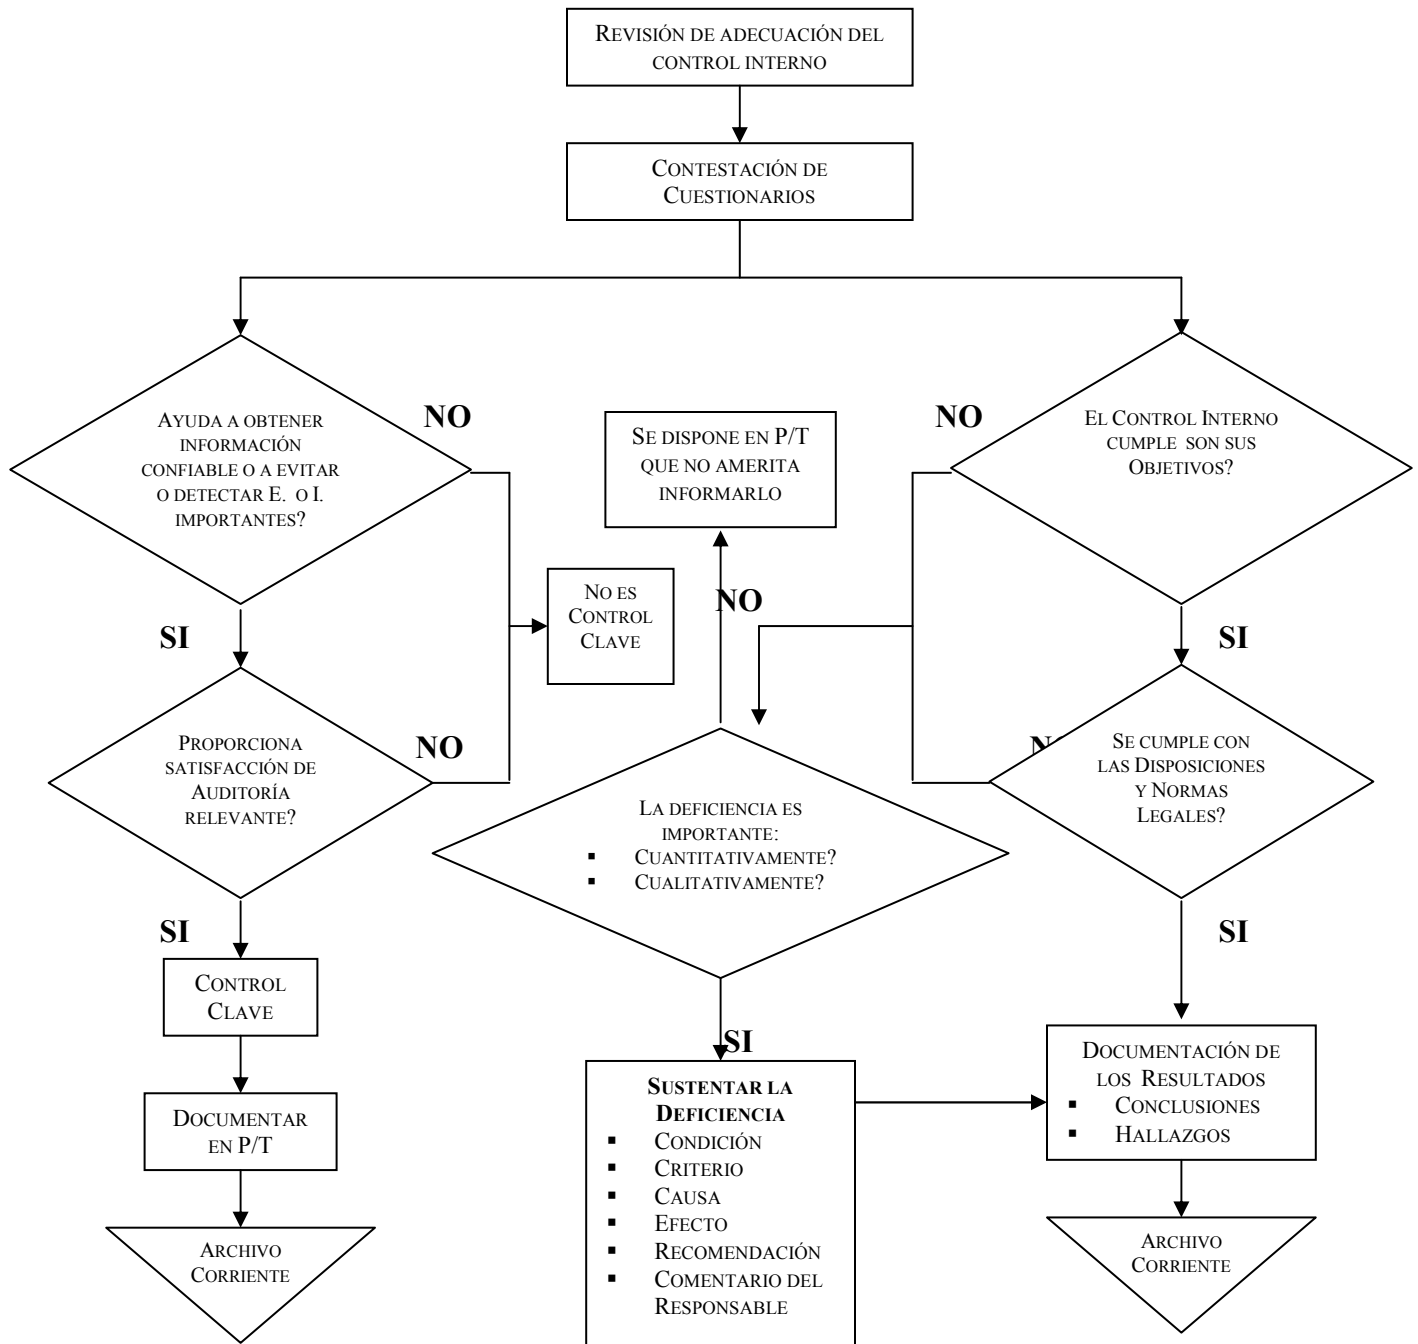 REVISIÓN DE ADECUACIÓN DEL
CONTROL INTERNO
CONTESTACIÓN DE
CUESTIONARIOS
AYUDA A OBTENER
INFORMACIÓN
CONFIABLE O A EVITAR
O DETECTAR E. O I.
IMPORTANTES?
NO
SE DISPONE EN P/T
QUE NO AMERITA
INFORMARLO
NO
EL CONTROL INTERNO
CUMPLE SON SUS
OBJETIVOS?
NO ES
CONTROL
CLAVE
NO
SI
SI
PROPORCIONA
SATISFACCIÓN DE
AUDITORÍA
RELEVANTE?
NO
LA DEFICIENCIA ES
IMPORTANTE:
▪ CUANTITATIVAMENTE?
▪ CUALITATIVAMENTE?
SE CUMPLE CON
LAS DISPOSICIONES
Y NORMAS
LEGALES?
SI
SI
CONTROL
CLAVE
DOCUMENTAR
EN P/T
ARCHIVO
CORRIENTE
SI
SUSTENTAR LA
DEFICIENCIA
▪ CONDICIÓN
▪ CRITERIO
▪ CAUSA
▪ EFECTO
▪ RECOMENDACIÓN
▪ COMENTARIO DEL
RESPONSABLE
DOCUMENTACIÓN DE
LOS RESULTADOS
▪ CONCLUSIONES
▪ HALLAZGOS
ARCHIVO
CORRIENTE